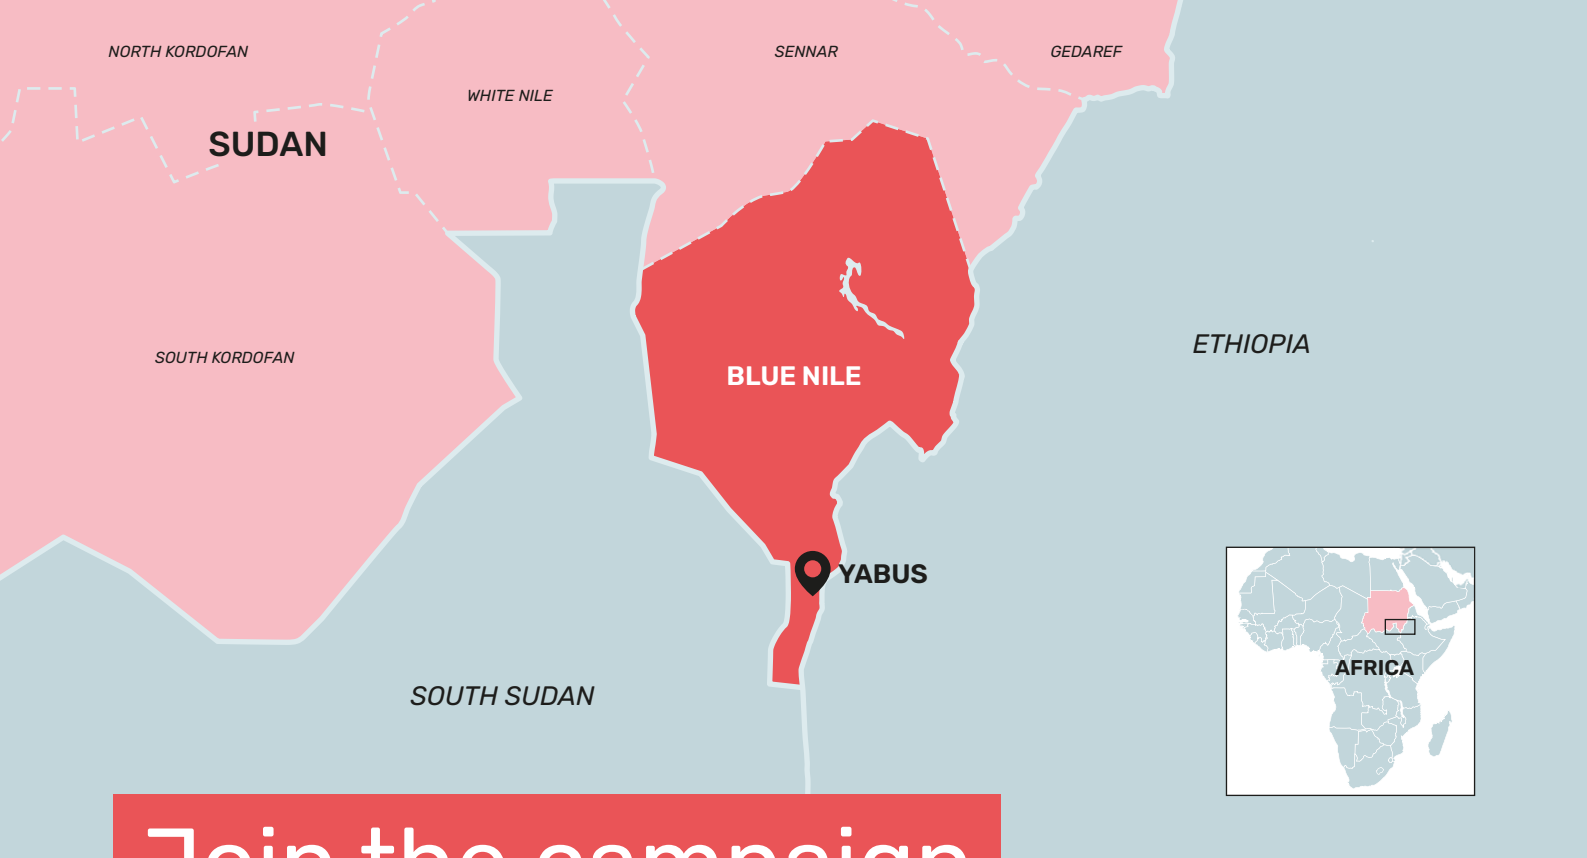 NORTH KORDOFAN
SENNAR
GEDAREF
WHITE NILE
SUDAN
ETHIOPIA
SOUTH KORDOFAN
BLUE NILE
YABUS
AFRICA
SOUTH SUDAN
Join the campaign